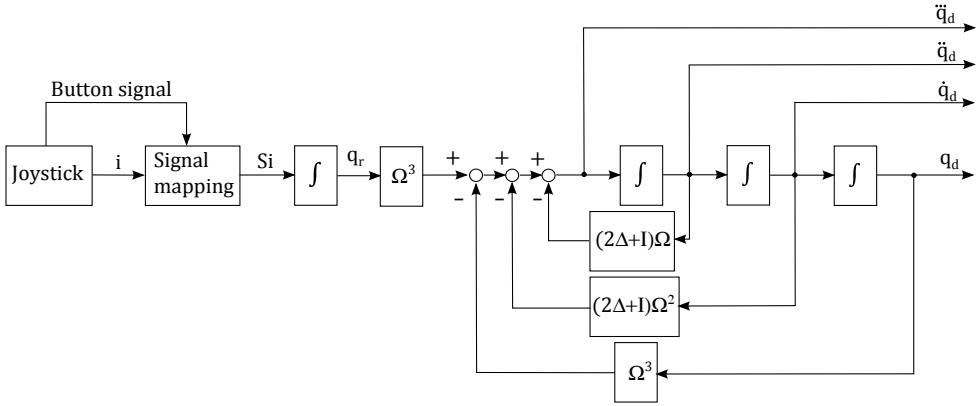 q⃛d
q̈d
Button signal
q̇d
Joystick
i
Signal
mapping
Si
∫
qr
Ω³
+
+
+
∫
∫
∫
qd
-
-
-
(2Δ+I)Ω
(2Δ+I)Ω²
Ω³